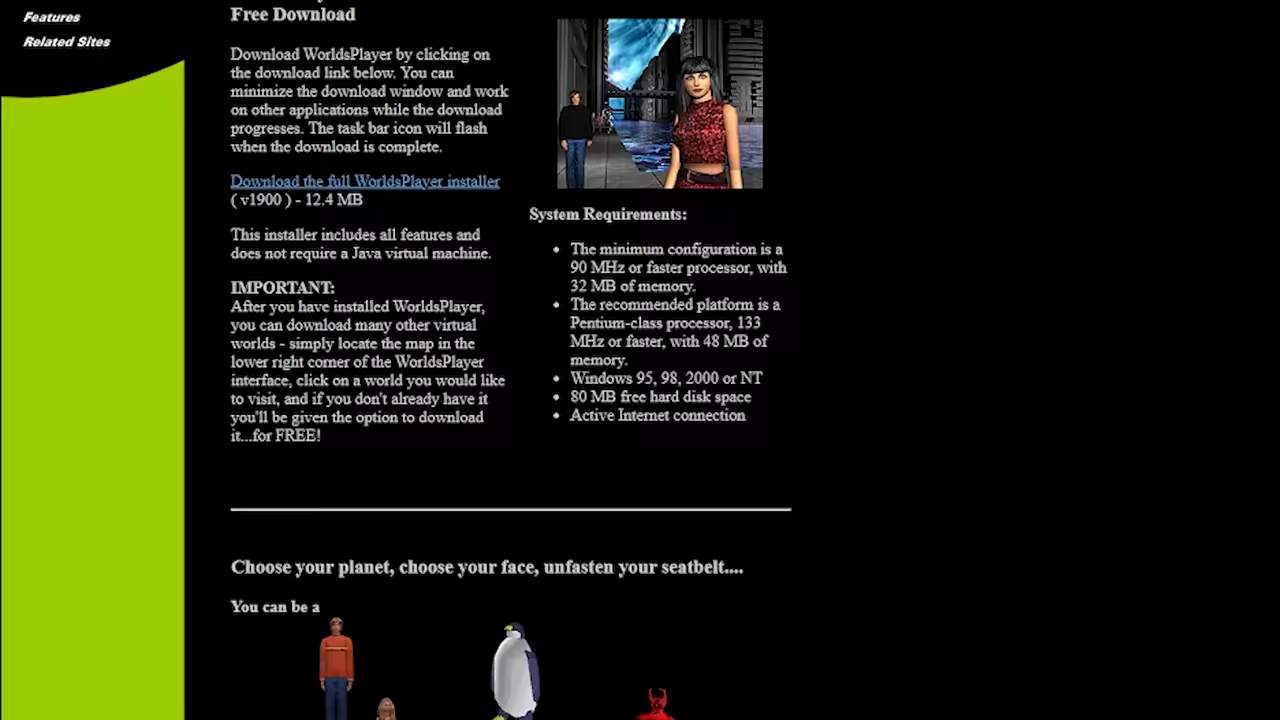 Features
Related Sites
Free Download
Download WorldsPlayer by clicking on
the download link below. You can
minimize the download window and work
on other applications while the download
progresses. The task bar icon will flash
when the download is complete.
Download the full WorldsPlayer installer
( v1900 ) - 12.4 MB
This installer includes all features and
does not require a Java virtual machine.
IMPORTANT:
After you have installed WorldsPlayer,
you can download many other virtual
worlds - simply locate the map in the
lower right corner of the WorldsPlayer
interface, click on a world you would like
to visit, and if you don't already have it
you'll be given the option to download
it...for FREE!
System Requirements:
• The minimum configuration is a
90 MHz or faster processor, with
32 MB of memory.
• The recommended platform is a
Pentium-class processor, 133
MHz or faster, with 48 MB of
memory.
• Windows 95, 98, 2000 or NT
• 80 MB free hard disk space
• Active Internet connection
Choose your planet, choose your face, unfasten your seatbelt....
You can be a